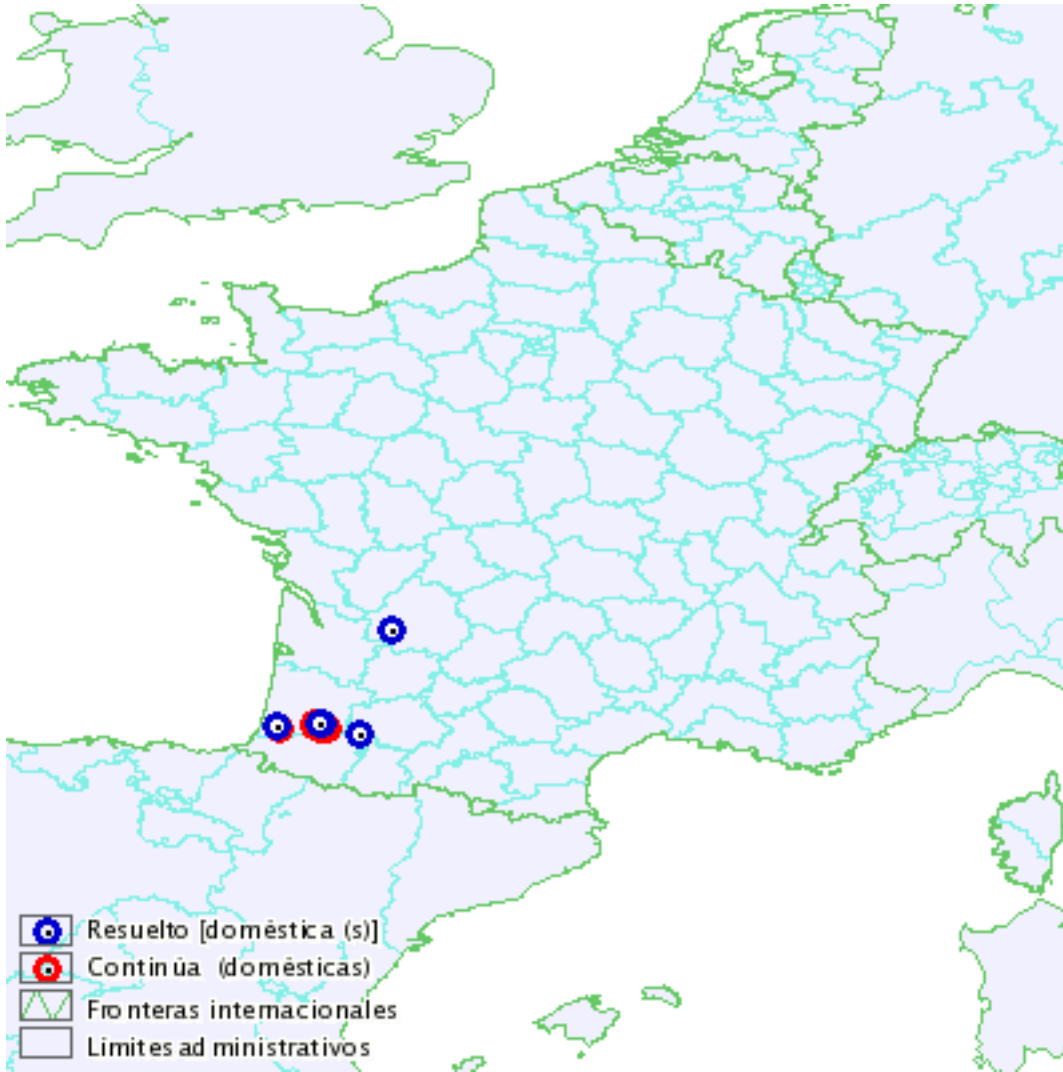 Resuelto [doméstica (s)]
Continúa (domésticas)
Fronteras internacionales
Límites administrativos